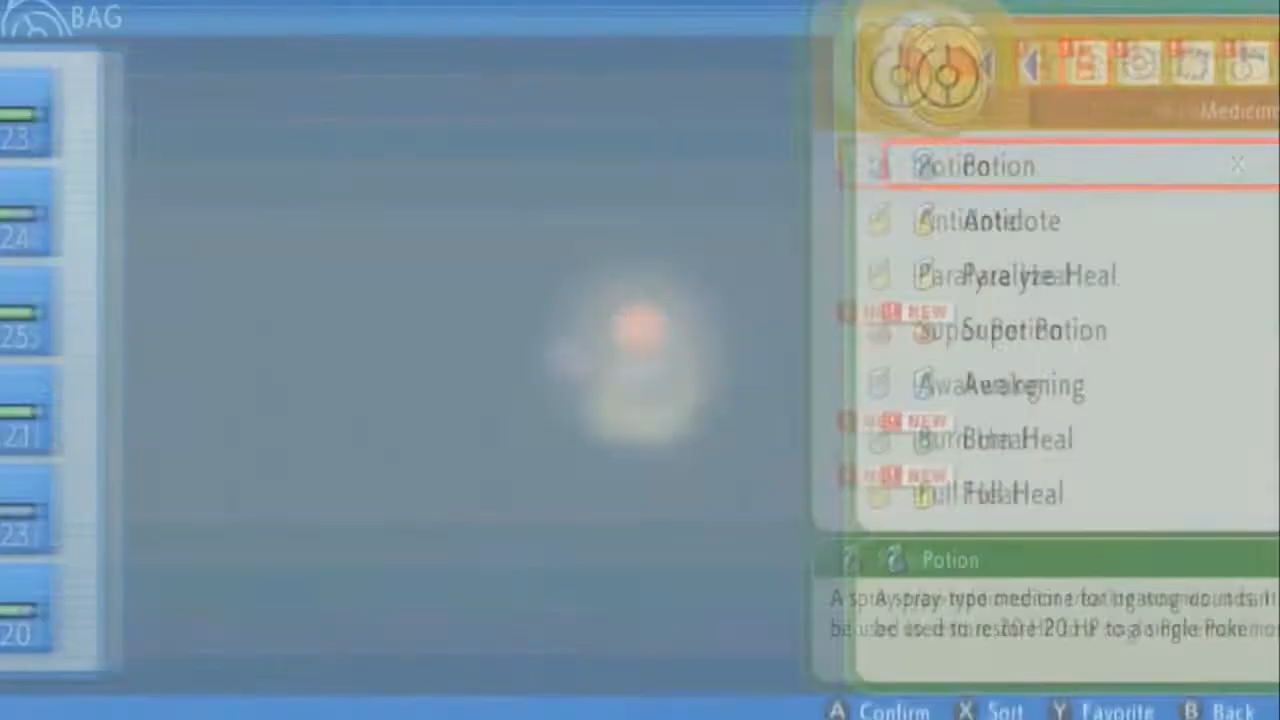 BAG
23
24
25
21
23
20
Potion
Antidote
Paralyze Heal
NEW
Super Potion
Awakening
NEW
Burn Heal
NEW
Full Heal
Potion
A spray-type medicine for treating wounds. It
be used to restore 20 HP to a single
A Confirm X Sort Y Favorite B Back